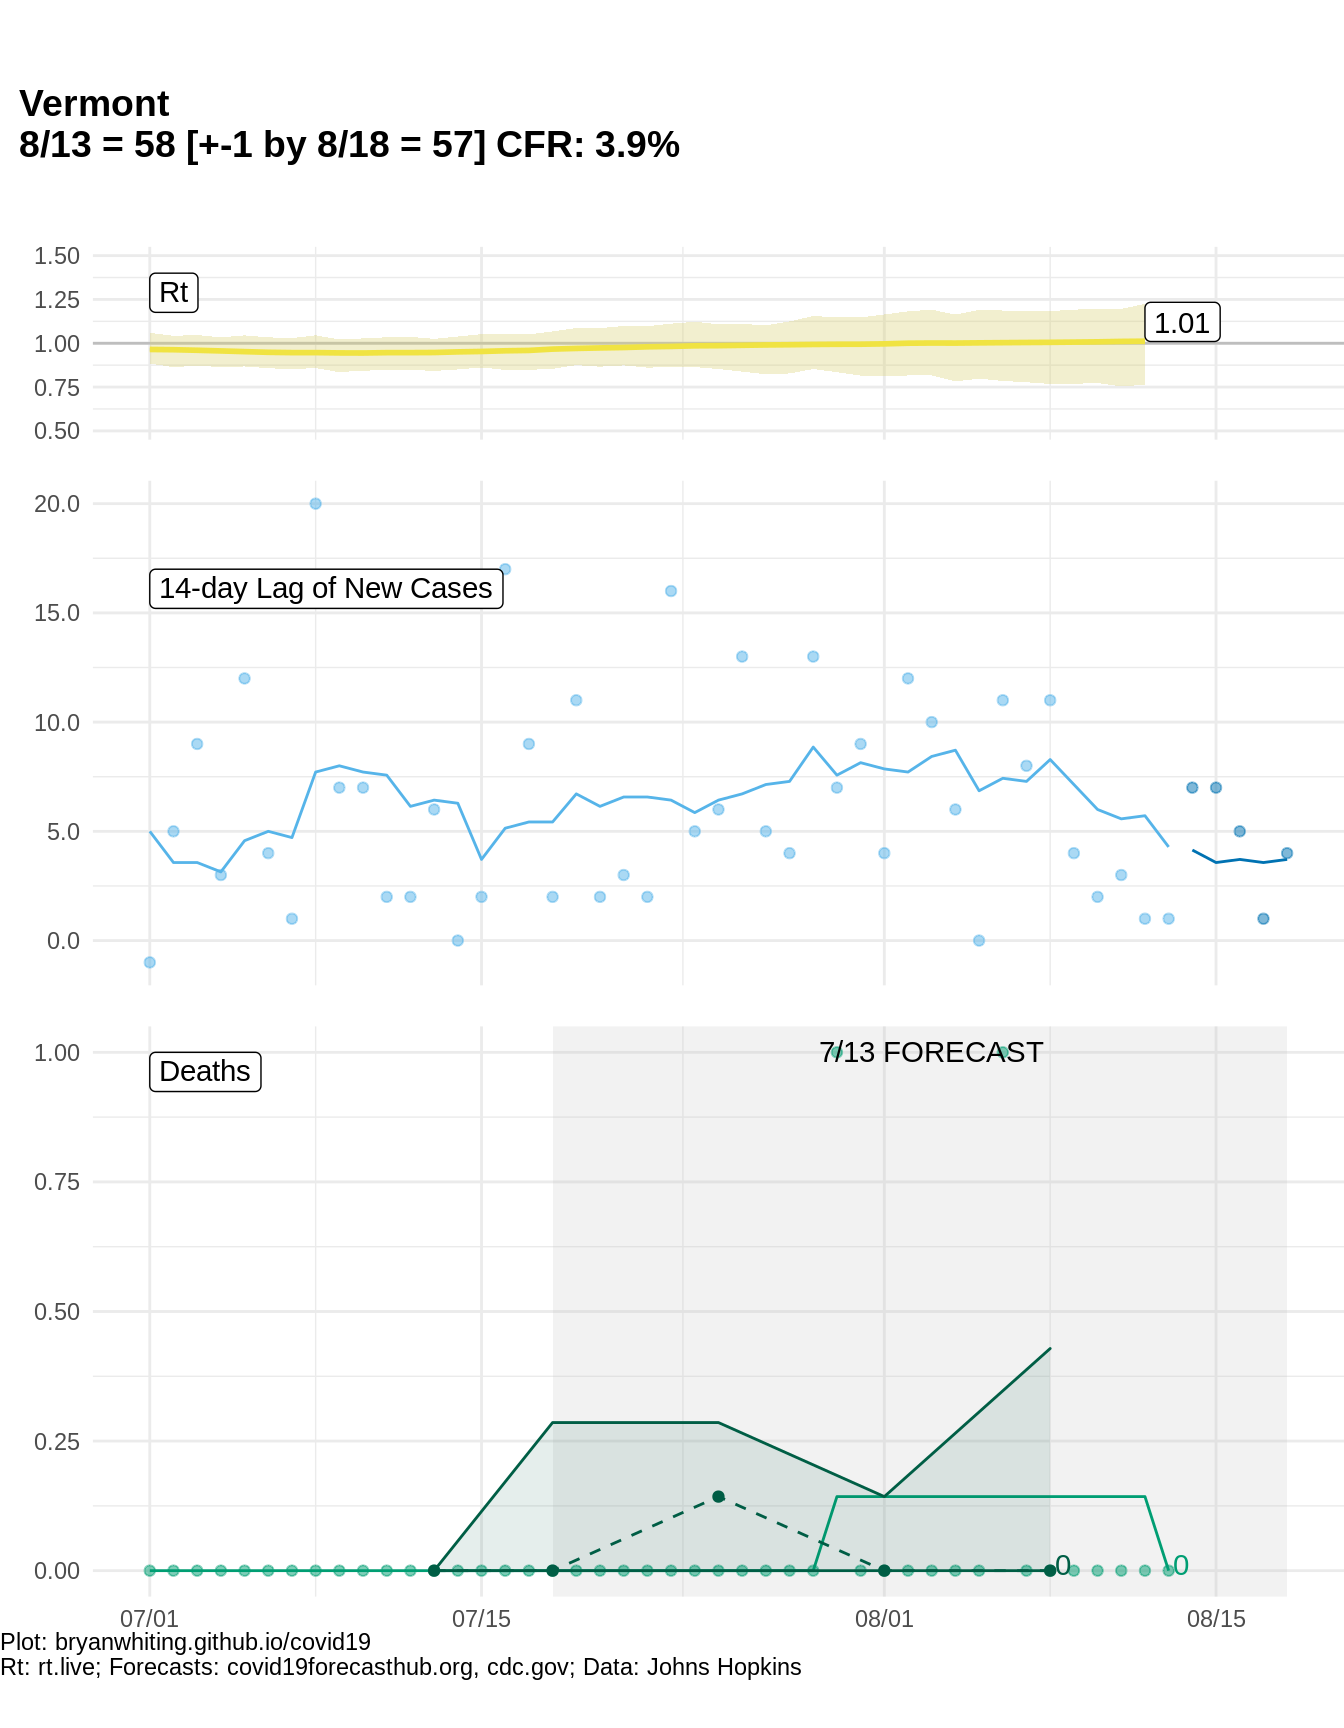 Vermont
8/13 = 58 [+-1 by 8/18 = 57] CFR: 3.9%
1.50
Rt
1.25
1.01
1.00
0.75
0.50
20.0
14-day Lag of New Cases
15.0
10.0
5.0
0.0
7/13 FORECAST
1.00
Deaths
0.75
0.50
0.25
0.00
0
0
07/01
07/15
08/01
08/15
Plot: bryanwhiting.github.io/covid19
Rt: rt.live; Forecasts: covid19forecasthub.org, cdc.gov; Data: Johns Hopkins